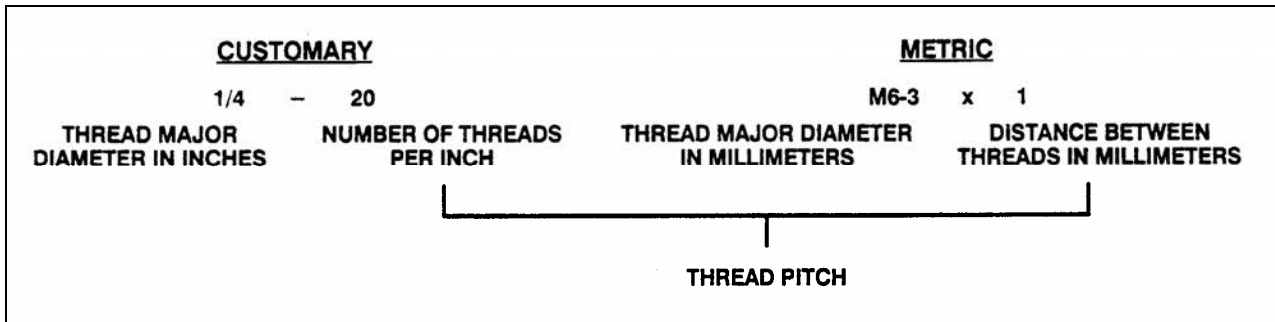 CUSTOMARY
1/4 – 20
THREAD MAJOR
DIAMETER IN INCHES
NUMBER OF THREADS
PER INCH
METRIC
M6-3 x 1
THREAD MAJOR DIAMETER
IN MILLIMETERS
DISTANCE BETWEEN
THREADS IN MILLIMETERS
THREAD PITCH